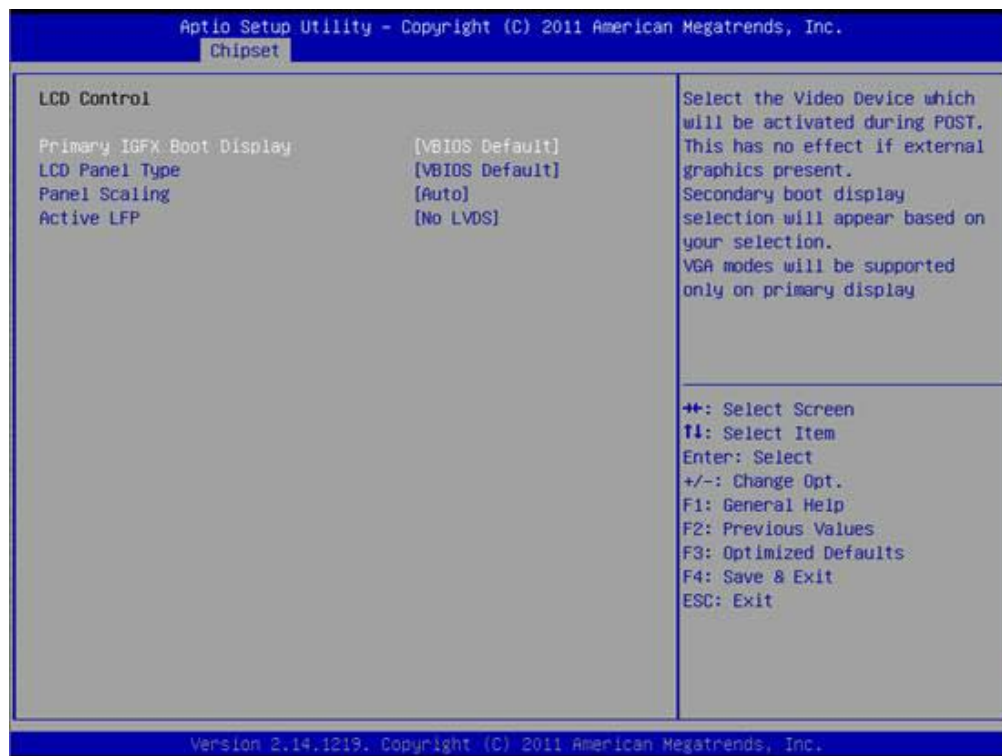 Aptio Setup Utility – Copyright (C) 2011 American Megatrends, Inc.
Chipset
LCD Control
Primary IGFX Boot Display [VBIOS Default]
LCD Panel Type [VBIOS Default]
Panel Scaling [Auto]
Active LFP [No LVDS]
Select the Video Device which
will be activated during POST.
This has no effect if external
graphics present.
Secondary boot display
selection will appear based on
your selection.
VGA modes will be supported
only on primary display
→←: Select Screen
↑↓: Select Item
Enter: Select
+/-: Change Opt.
F1: General Help
F2: Previous Values
F3: Optimized Defaults
F4: Save & Exit
ESC: Exit
Version 2.14.1219. Copyright (C) 2011 American Megatrends, Inc.